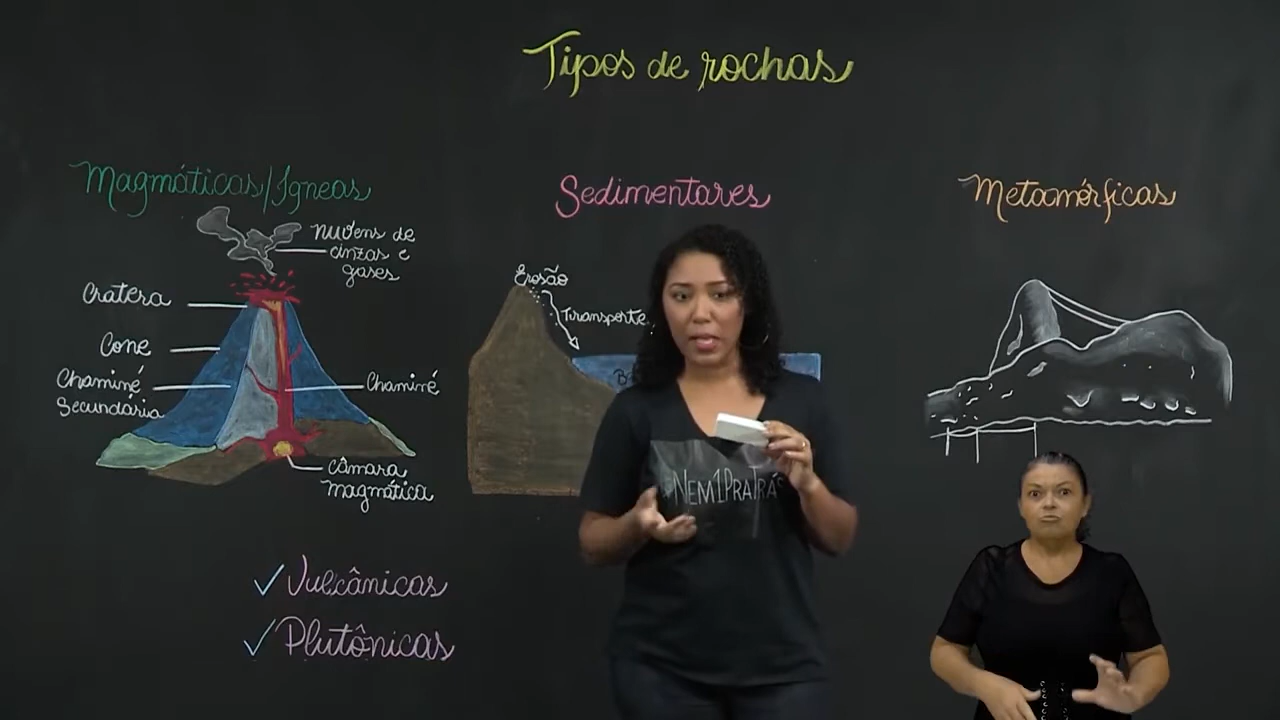 Tipos de rochas
Magmáticas/Ígneas
nuvens de
cinzas e
gases
Cratera
Cone
Chaminé
Secundária
Chaminé
câmara
magmática
Vulcânicas
Plutônicas
Sedimentares
Erosão
Transporte
Metamórficas
#NEM1PRATRÁS